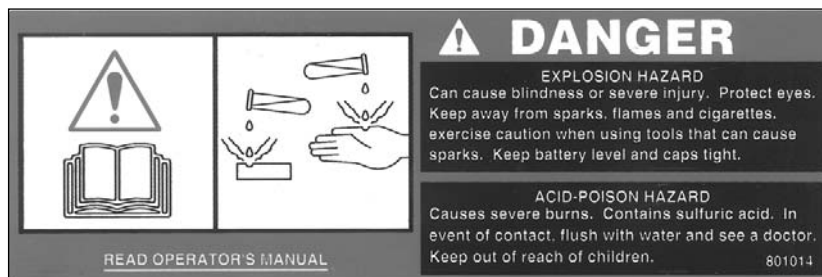 DANGER
EXPLOSION HAZARD
Can cause blindness or severe injury. Protect eyes.
Keep away from sparks, flames and cigarettes.
exercise caution when using tools that can cause
sparks. Keep battery level and caps tight.
ACID-POISON HAZARD
Causes severe burns. Contains sulfuric acid. In
event of contact, flush with water and see a doctor.
Keep out of reach of children.
801014
READ OPERATOR'S MANUAL